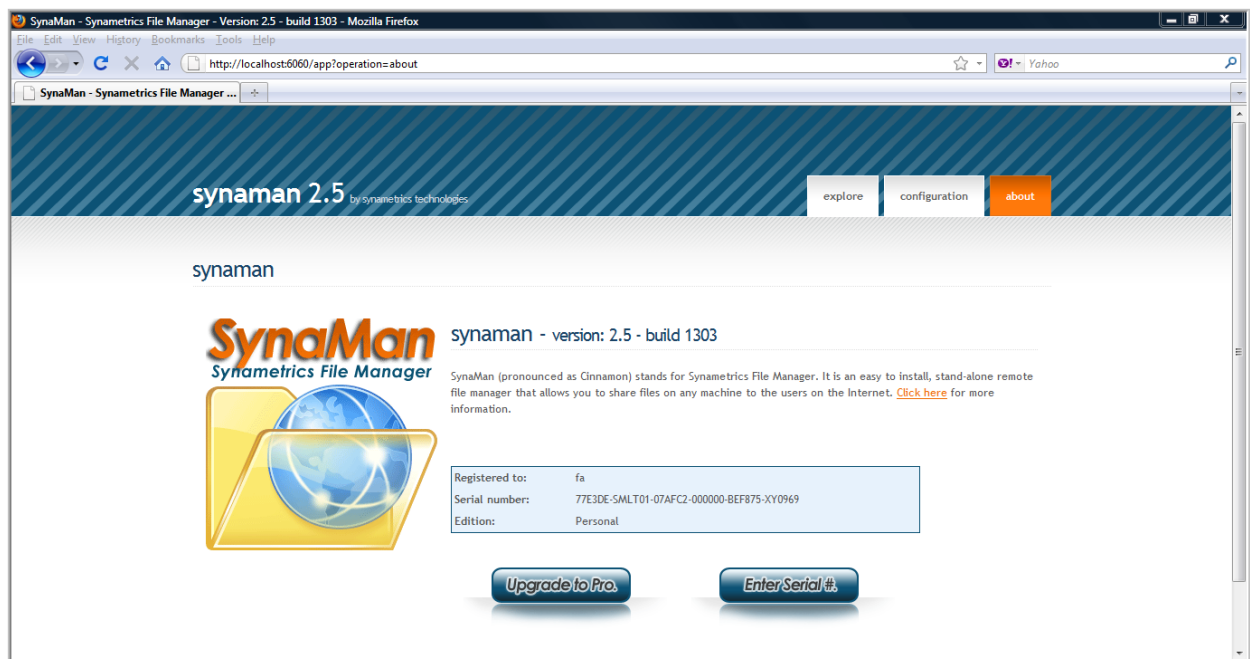 SynaMan - Synametrics File Manager - Version: 2.5 - build 1303 - Mozilla Firefox
File Edit View History Bookmarks Tools Help
http://localhost:6060/app?operation=about
Yahoo
SynaMan - Synametrics File Manager ...
synaman 2.5 by synametrics technologies
explore configuration about
synaman
SynaMan
Synametrics File Manager
synaman - version: 2.5 - build 1303
SynaMan (pronounced as Cinnamon) stands for Synametrics File Manager. It is an easy to install, stand-alone remote
file manager that allows you to share files on any machine to the users on the Internet. Click here for more
information.
Registered to: fa
Serial number: 77E3DE-SMLT01-07AFC2-000000-BEF875-XY0969
Edition: Personal
Upgrade to Pro. Enter Serial #.